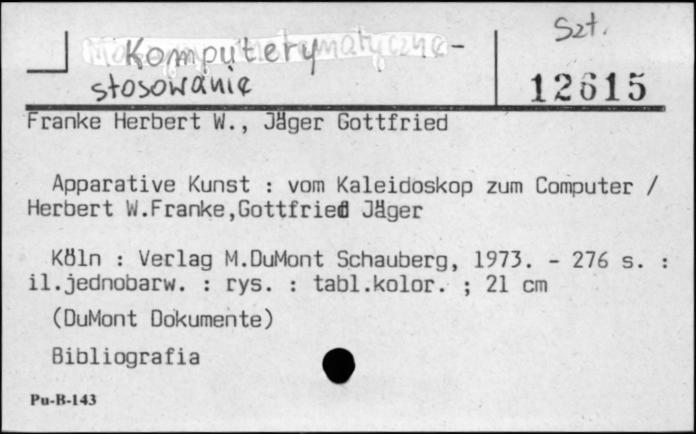 Szt.
Komputery -
stosowanie
12615
Franke Herbert W., Jäger Gottfried
Apparative Kunst : vom Kaleidoskop zum Computer /
Herbert W.Franke,Gottfried Jäger
Köln : Verlag M.DuMont Schauberg, 1973. - 276 s. :
il.jednobarw. : rys. : tabl.kolor. ; 21 cm
(DuMont Dokumente)
Bibliografia
Pu-B-143